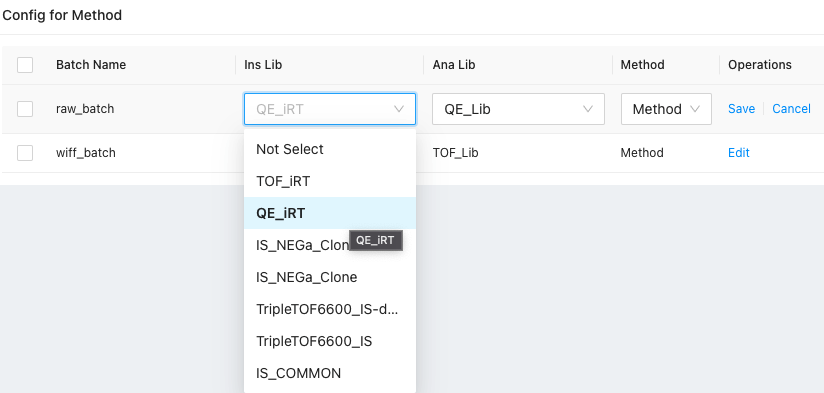 Config for Method
Batch Name Ins Lib Ana Lib Method Operations
raw_batch QE_iRT QE_Lib Method Save Cancel
Not Select
wiff_batch TOF_Lib Method Edit
TOF_iRT
QE_iRT
QE_iRT
IS_NEGa_Clon
IS_NEGa_Clone
TripleTOF6600_IS-d...
TripleTOF6600_IS
IS_COMMON